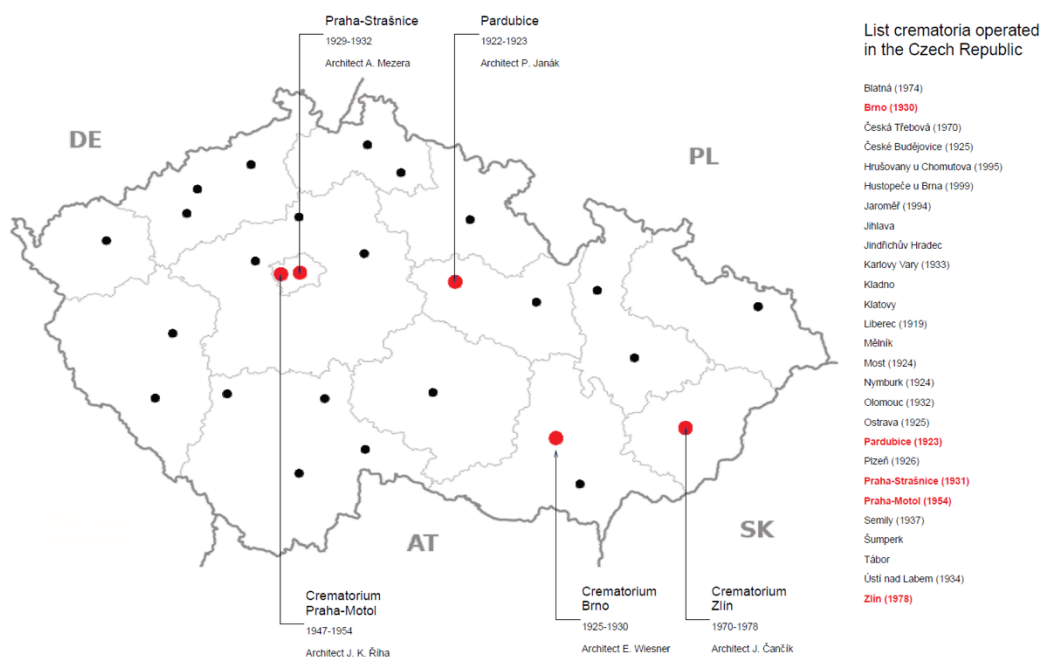 Praha-Strašnice
1929-1932
Architect A. Mezera
Pardubice
1922-1923
Architect P. Janák
DE
PL
AT
SK
Crematorium
Praha-Motol
1947-1954
Architect J. K. Říha
Crematorium
Brno
1925-1930
Architect E. Wiesner
Crematorium
Zlín
1970-1978
Architect J. Čančík
List crematoria operated
in the Czech Republic
Blatná (1974)
Brno (1930)
Česká Třebová (1970)
České Budějovice (1925)
Hrušovany u Chomutova (1995)
Hustopeče u Brna (1999)
Jaroměř (1994)
Jihlava
Jindřichův Hradec
Karlovy Vary (1933)
Kladno
Klatovy
Liberec (1919)
Mělník
Most (1924)
Nymburk (1924)
Olomouc (1932)
Ostrava (1925)
Pardubice (1923)
Plzeň (1926)
Praha-Strašnice (1931)
Praha-Motol (1954)
Semily (1937)
Šumperk
Tábor
Ústí nad Labem (1934)
Zlín (1978)